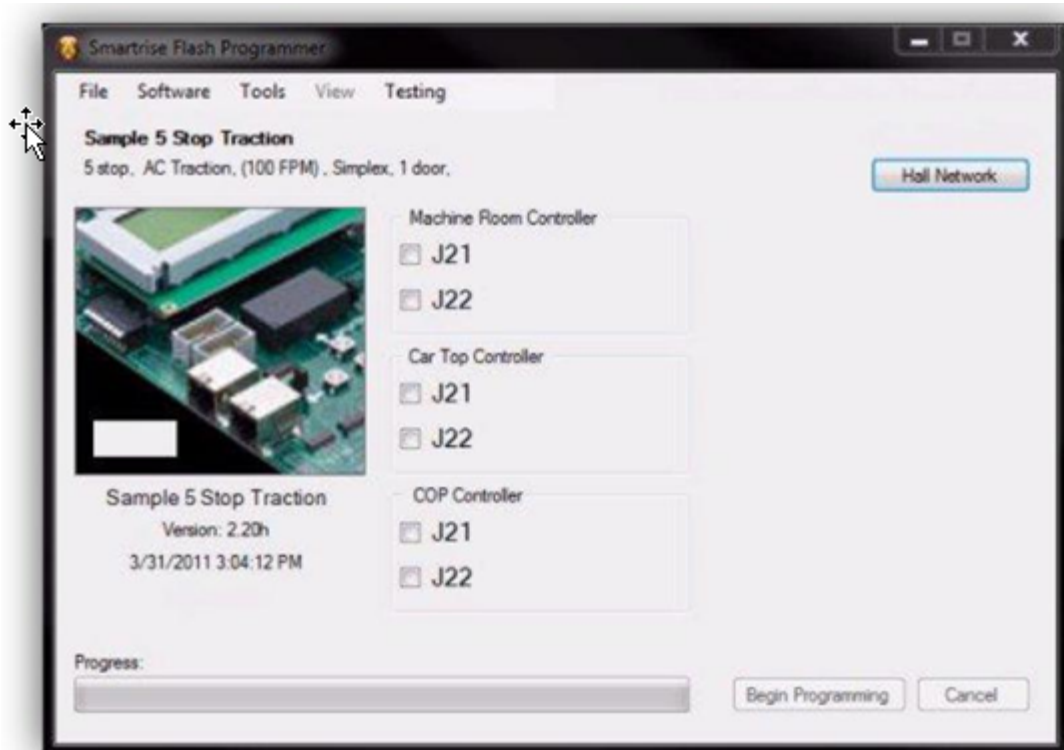 Smartrise Flash Programmer
File Software Tools View Testing
Sample 5 Stop Traction
5 stop, AC Traction, (100 FPM) , Simplex, 1 door,
Hall Network
Machine Room Controller
J21
J22
Car Top Controller
J21
J22
Sample 5 Stop Traction
Version: 2.20h
3/31/2011 3:04:12 PM
COP Controller
J21
J22
Progress:
Begin Programming
Cancel